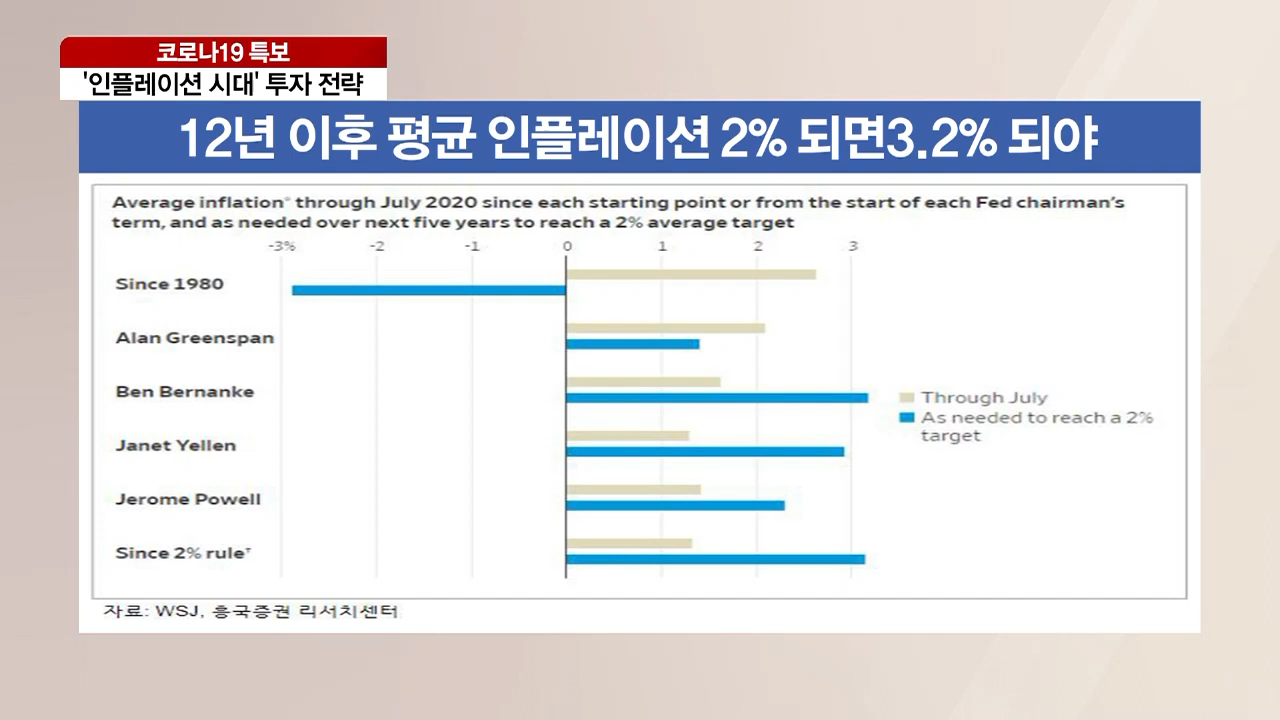 코로나19 특보
'인플레이션 시대' 투자 전략
12년 이후 평균 인플레이션 2% 되면3.2% 되야
Average inflation* through July 2020 since each starting point or from the start of each Fed chairman's
term, and as needed over next five years to reach a 2% average target
-3% -2 -1 0 1 2 3
Since 1980
Alan Greenspan
Ben Bernanke
Janet Yellen
Jerome Powell
Since 2% rule†
Through July
As needed to reach a 2%
target
자료: WSJ, 흥국증권 리서치센터